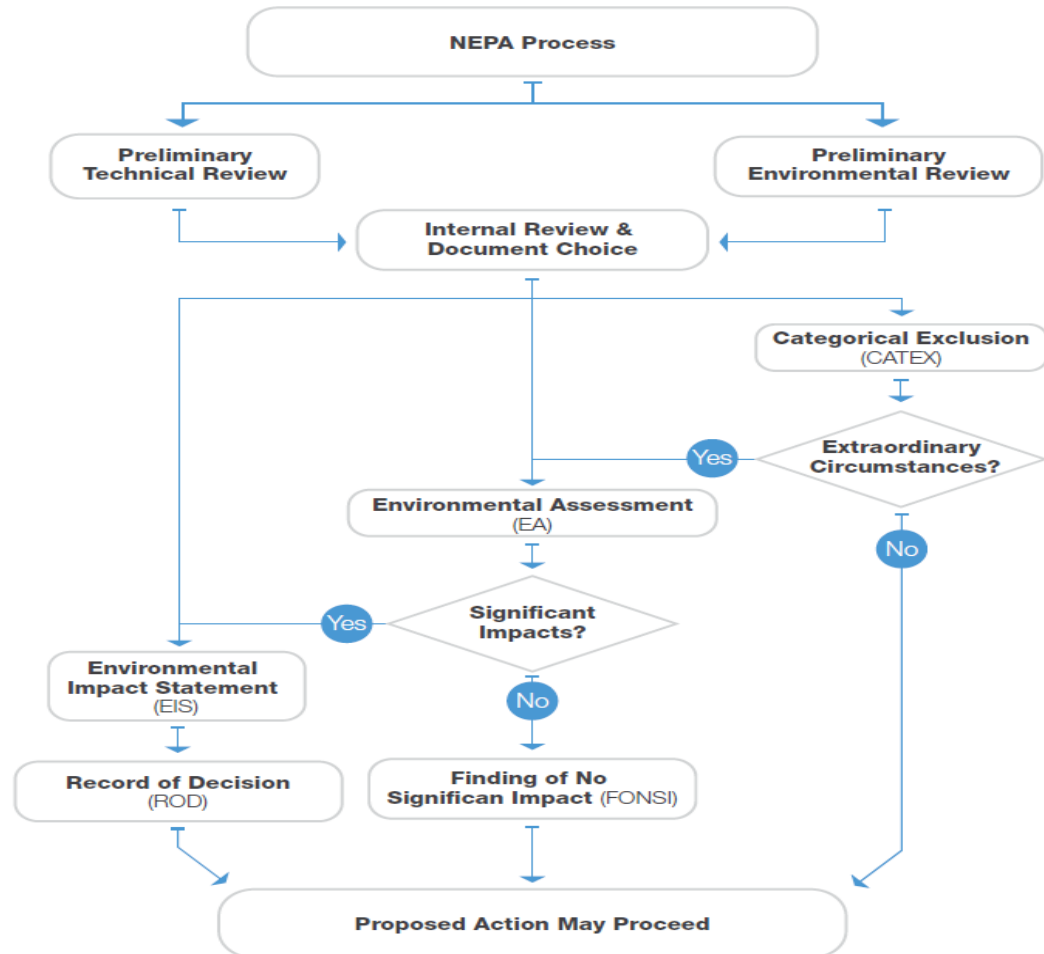 NEPA Process
Preliminary
Technical Review
Preliminary
Environmental Review
Internal Review &
Document Choice
Categorical Exclusion
(CATEX)
Extraordinary
Circumstances?
Yes
No
Environmental Assessment
(EA)
Significant
Impacts?
Yes
No
Environmental
Impact Statement
(EIS)
Record of Decision
(ROD)
Finding of No
Significan Impact (FONSI)
Proposed Action May Proceed